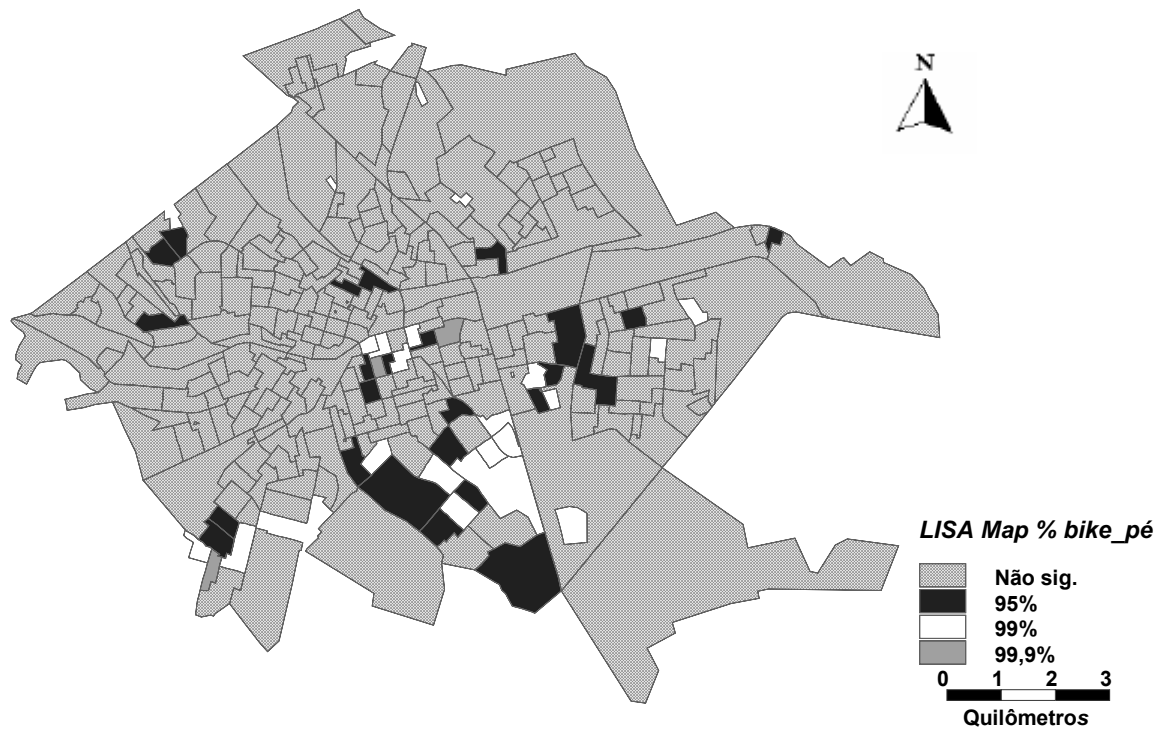 N
LISA Map % bike_pé
Não sig.
95%
99%
99,9%
0 1 2 3
Quilômetros